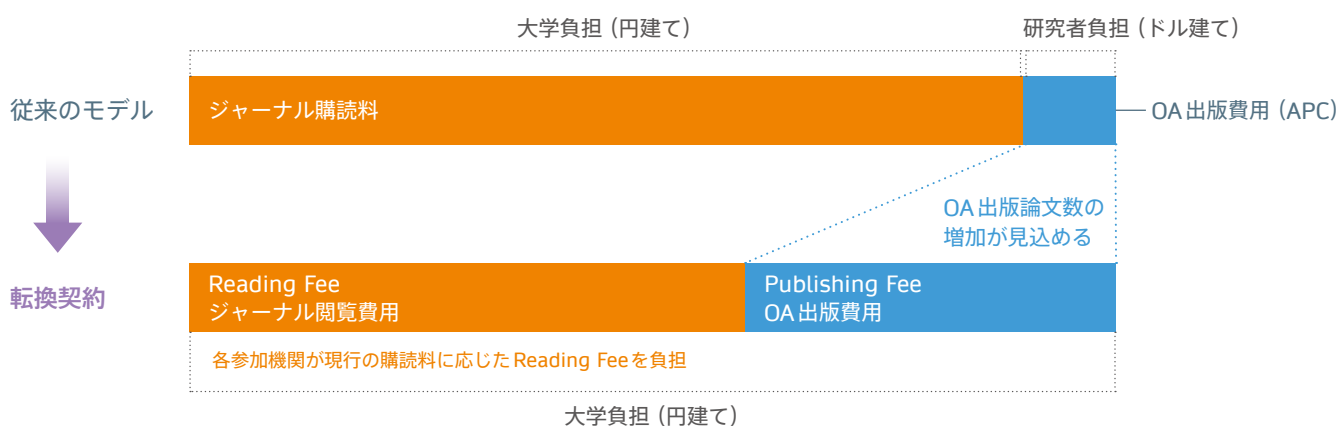 大学負担（円建て）
研究者負担（ドル建て）
従来のモデル
ジャーナル購読料
OA出版費用（APC）
OA出版論文数の
増加が見込める
転換契約
Reading Fee
ジャーナル閲覧費用
Publishing Fee
OA出版費用
各参加機関が現行の購読料に応じたReading Feeを負担
大学負担（円建て）